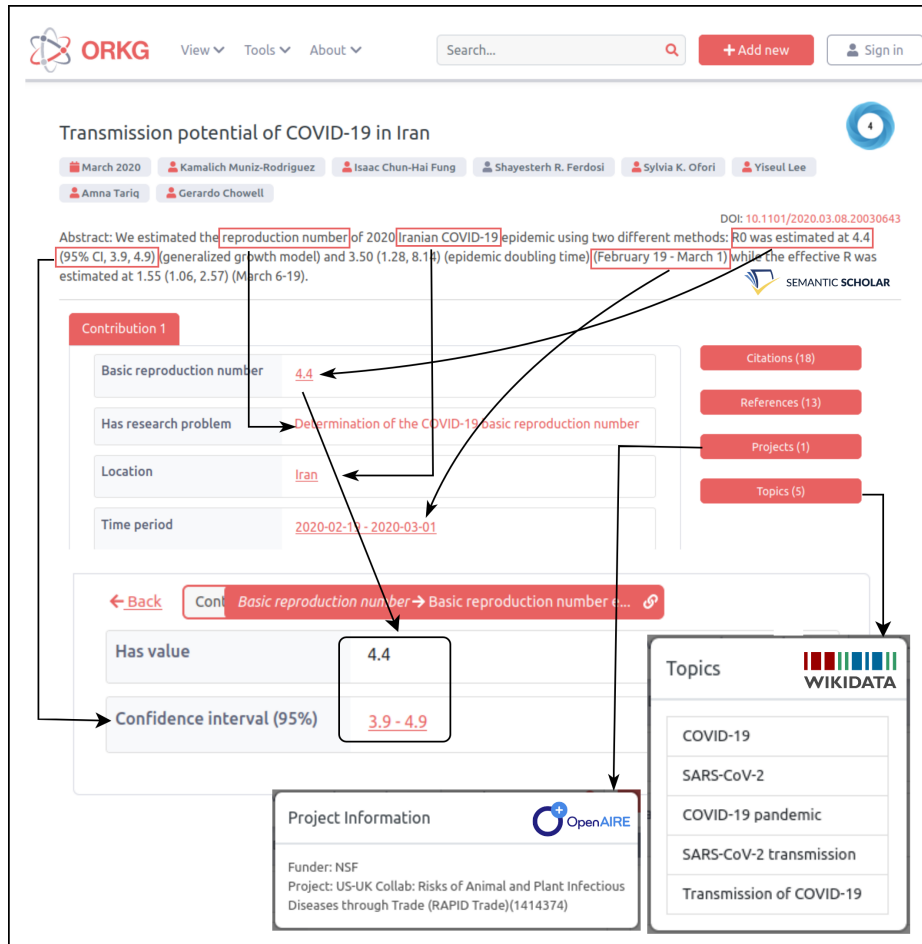 ORKG View Tools About Search... + Add new Sign in
Transmission potential of COVID-19 in Iran
4
March 2020 Kamalich Muniz-Rodriguez Isaac Chun-Hai Fung Shayesterh R. Ferdosi Sylvia K. Ofori Yiseul Lee
Amna Tariq Gerardo Chowell
DOI: 10.1101/2020.03.08.20030643
Abstract: We estimated the reproduction number of 2020 Iranian COVID-19 epidemic using two different methods: R0 was estimated at 4.4
(95% CI, 3.9, 4.9) (generalized growth model) and 3.50 (1.28, 8.14) (epidemic doubling time) (February 19 - March 1) while the effective R was
estimated at 1.55 (1.06, 2.57) (March 6-19).
SEMANTIC SCHOLAR
Contribution 1
Basic reproduction number 4.4
Has research problem Determination of the COVID-19 basic reproduction number
Location Iran
Time period 2020-02-19 - 2020-03-01
Citations (18)
References (13)
Projects (1)
Topics (5)
Back Cont Basic reproduction number → Basic reproduction number e...
Has value 4.4
Confidence interval (95%) 3.9 - 4.9
Topics WIKIDATA
COVID-19
SARS-CoV-2
COVID-19 pandemic
SARS-CoV-2 transmission
Transmission of COVID-19
Project Information OpenAIRE
Funder: NSF
Project: US-UK Collab: Risks of Animal and Plant Infectious
Diseases through Trade (RAPID Trade)(1414374)